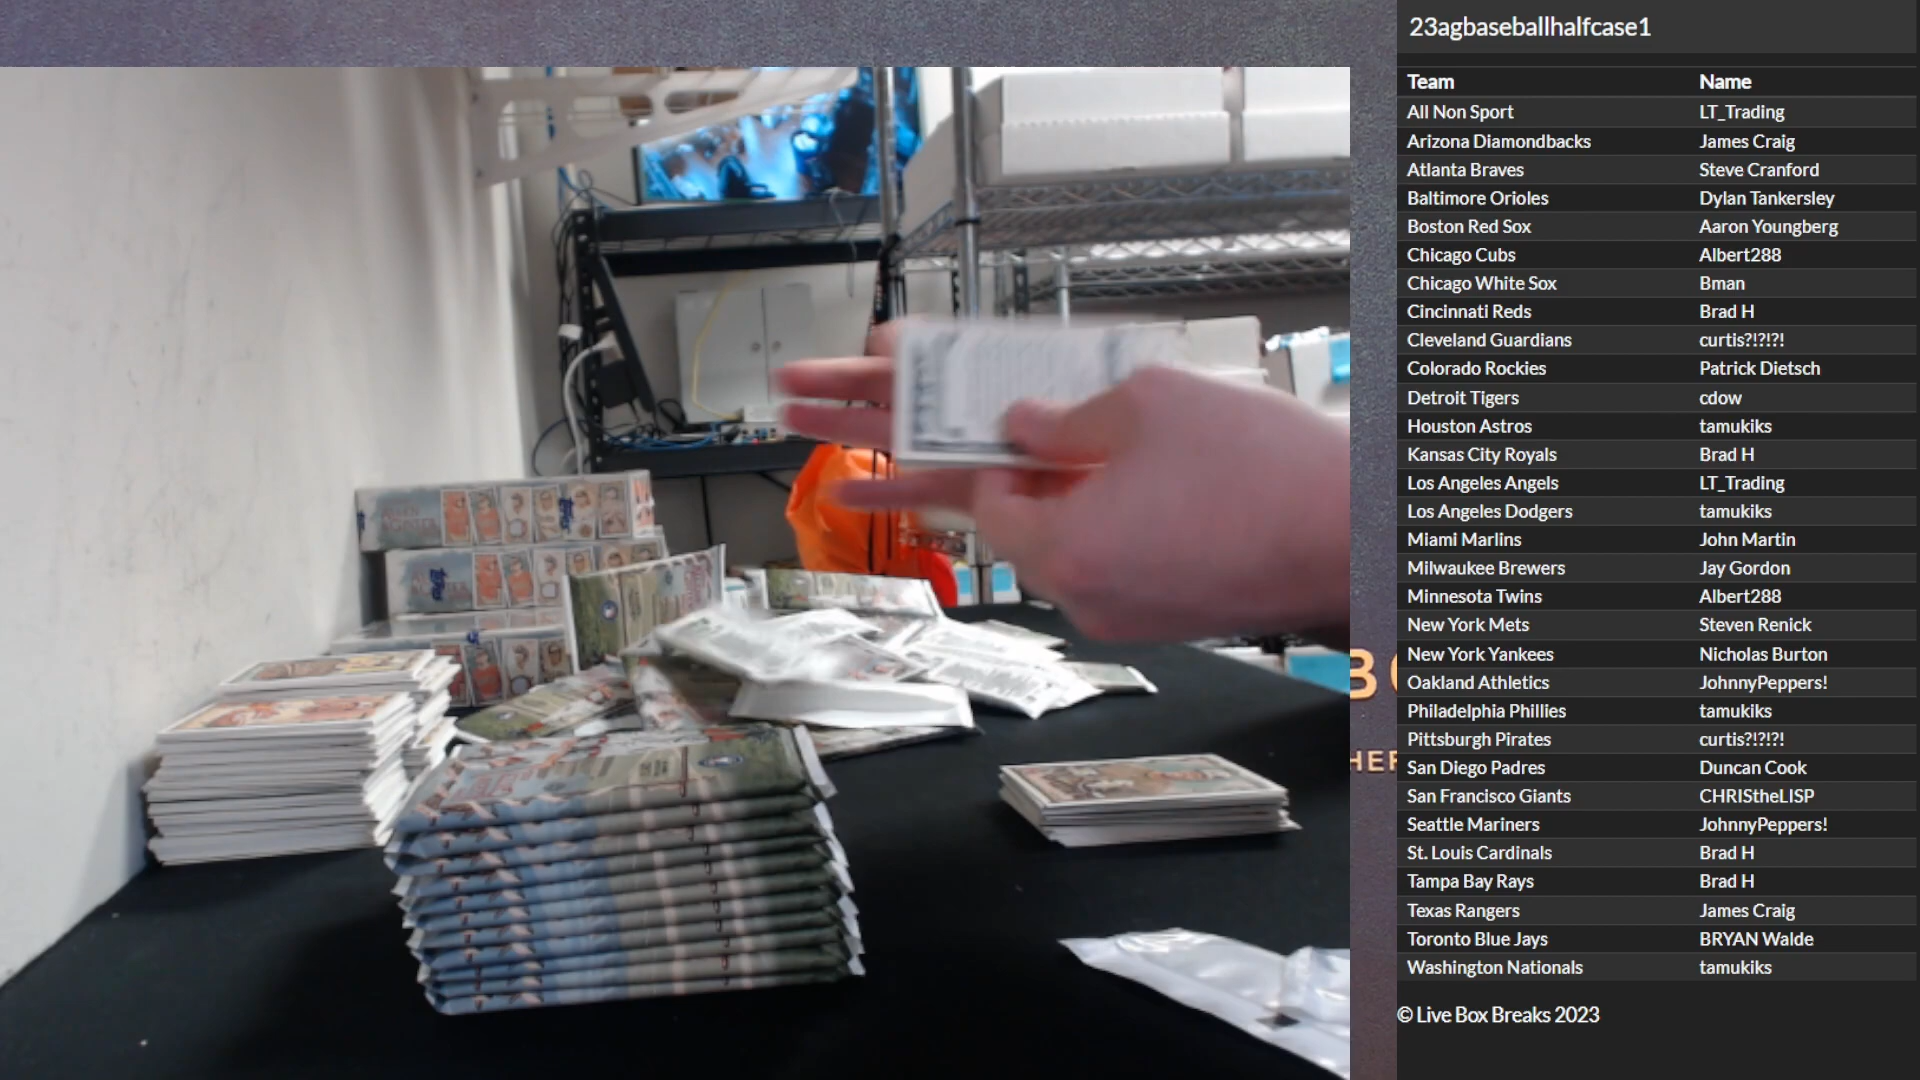 23agbaseballhalfcase1
Team Name
All Non Sport LT_Trading
Arizona Diamondbacks James Craig
Atlanta Braves Steve Cranford
Baltimore Orioles Dylan Tankersley
Boston Red Sox Aaron Youngberg
Chicago Cubs Albert288
Chicago White Sox Bman
Cincinnati Reds Brad H
Cleveland Guardians curtis?!?!?!
Colorado Rockies Patrick Dietsch
Detroit Tigers cdow
Houston Astros tamukiks
Kansas City Royals Brad H
Los Angeles Angels LT_Trading
Los Angeles Dodgers tamukiks
Miami Marlins John Martin
Milwaukee Brewers Jay Gordon
Minnesota Twins Albert288
New York Mets Steven Renick
New York Yankees Nicholas Burton
Oakland Athletics JohnnyPeppers!
Philadelphia Phillies tamukiks
Pittsburgh Pirates curtis?!?!?!
San Diego Padres Duncan Cook
San Francisco Giants CHRIStheLISP
Seattle Mariners JohnnyPeppers!
St. Louis Cardinals Brad H
Tampa Bay Rays Brad H
Texas Rangers James Craig
Toronto Blue Jays BRYAN Walde
Washington Nationals tamukiks
© Live Box Breaks 2023